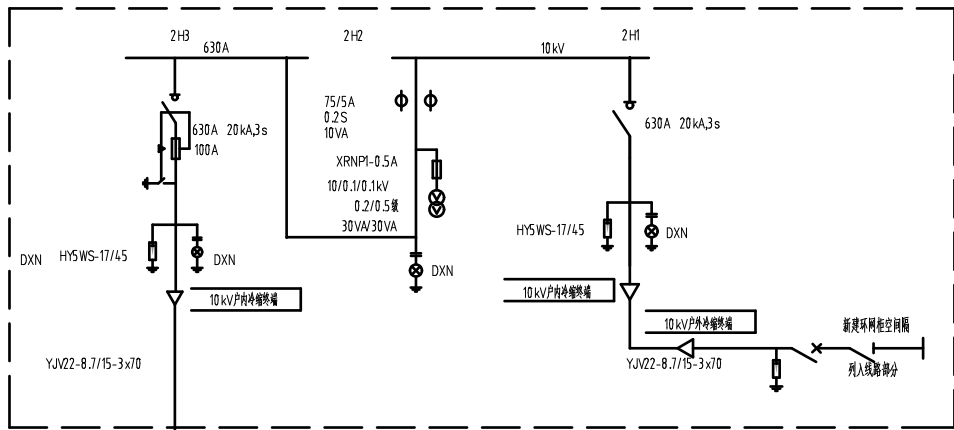 2H3
630A
2H2
10kV
2H1
75/5A
0.2S
10VA
630A 20kA,3s
100A
630A 20kA,3s
XRNP1-0.5A
10/0.1/0.1kV
0.2/0.5级
30VA/30VA
HY5WS-17/45
DXN
DXN
HY5WS-17/45
DXN
DXN
10kV户内冷缩终端
10kV户内冷缩终端
10kV户外冷缩终端
新建环网柜空间隔
YJV22-8.7/15-3x70
YJV22-8.7/15-3x70
列入线路部分